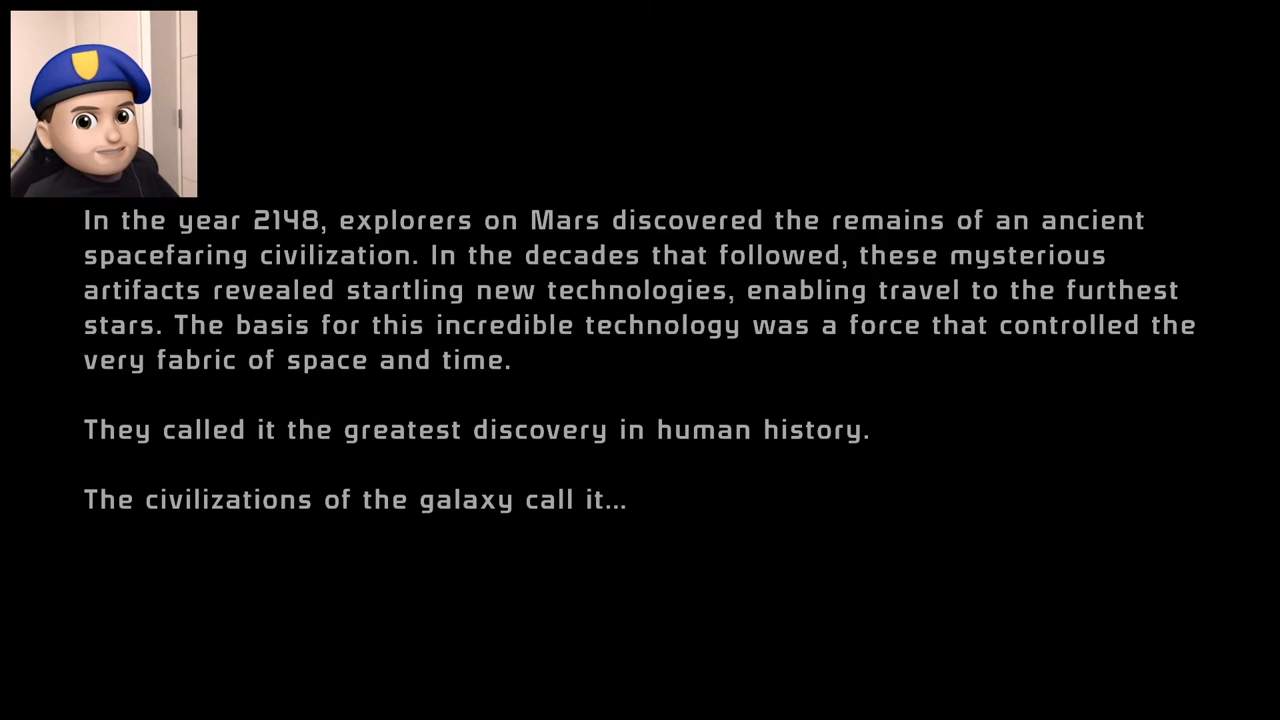 In the year 2148, explorers on Mars discovered the remains of an ancient
spacefaring civilization. In the decades that followed, these mysterious
artifacts revealed startling new technologies, enabling travel to the furthest
stars. The basis for this incredible technology was a force that controlled the
very fabric of space and time.
They called it the greatest discovery in human history.
The civilizations of the galaxy call it...